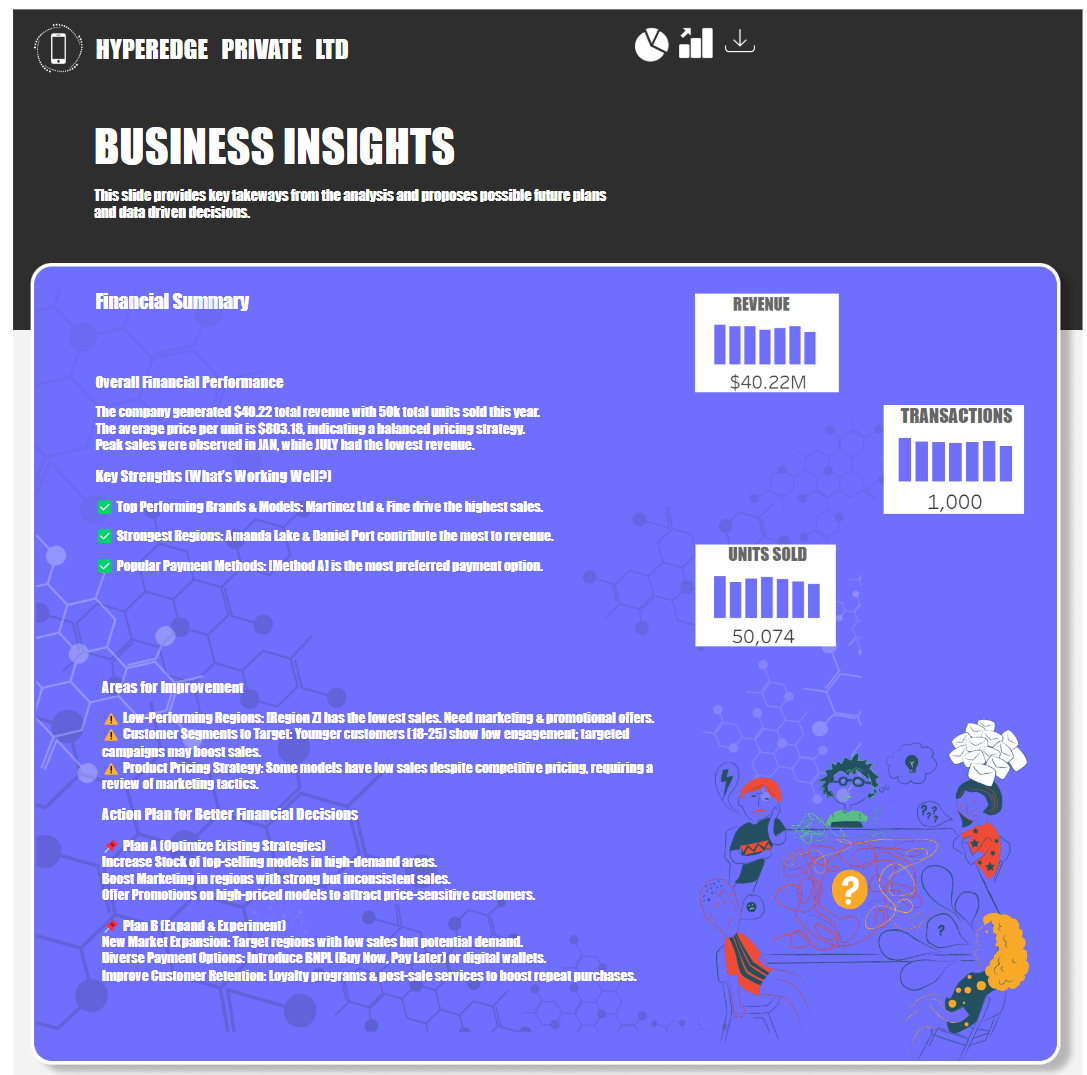 HYPEREDGE PRIVATE LTD
BUSINESS INSIGHTS
This slide provides key takeways from the analysis and proposes possible future plans
and data driven decisions.
Financial Summary
REVENUE
$40.22M
Overall Financial Performance
The company generated $40.22 total revenue with 50k total units sold this year.
The average price per unit is $803.18, indicating a balanced pricing strategy.
Peak sales were observed in JAN, while JULY had the lowest revenue.
TRANSACTIONS
1,000
Key Strengths (What's Working Well?)
✅ Top Performing Brands & Models: Martinez Ltd & Fine drive the highest sales.
✅ Strongest Regions: Amanda Lake & Daniel Port contribute the most to revenue.
✅ Popular Payment Methods: [Method A] is the most preferred payment option.
UNITS SOLD
50,074
Areas for Improvement
⚠️ Low-Performing Regions: [Region Z] has the lowest sales. Need marketing & promotional offers.
⚠️ Customer Segments to Target: Younger customers (18-25) show low engagement; targeted
campaigns may boost sales.
⚠️ Product Pricing Strategy: Some models have low sales despite competitive pricing, requiring a
review of marketing tactics.
Action Plan for Better Financial Decisions
📌 Plan A (Optimize Existing Strategies)
Increase Stock of top-selling models in high-demand areas.
Boost Marketing in regions with strong but inconsistent sales.
Offer Promotions on high-priced models to attract price-sensitive customers.
📌 Plan B (Expand & Experiment)
New Market Expansion: Target regions with low sales but potential demand.
Diverse Payment Options: Introduce BNPL (Buy Now, Pay Later) or digital wallets.
Improve Customer Retention: Loyalty programs & post-sale services to boost repeat purchases.
???
?
?